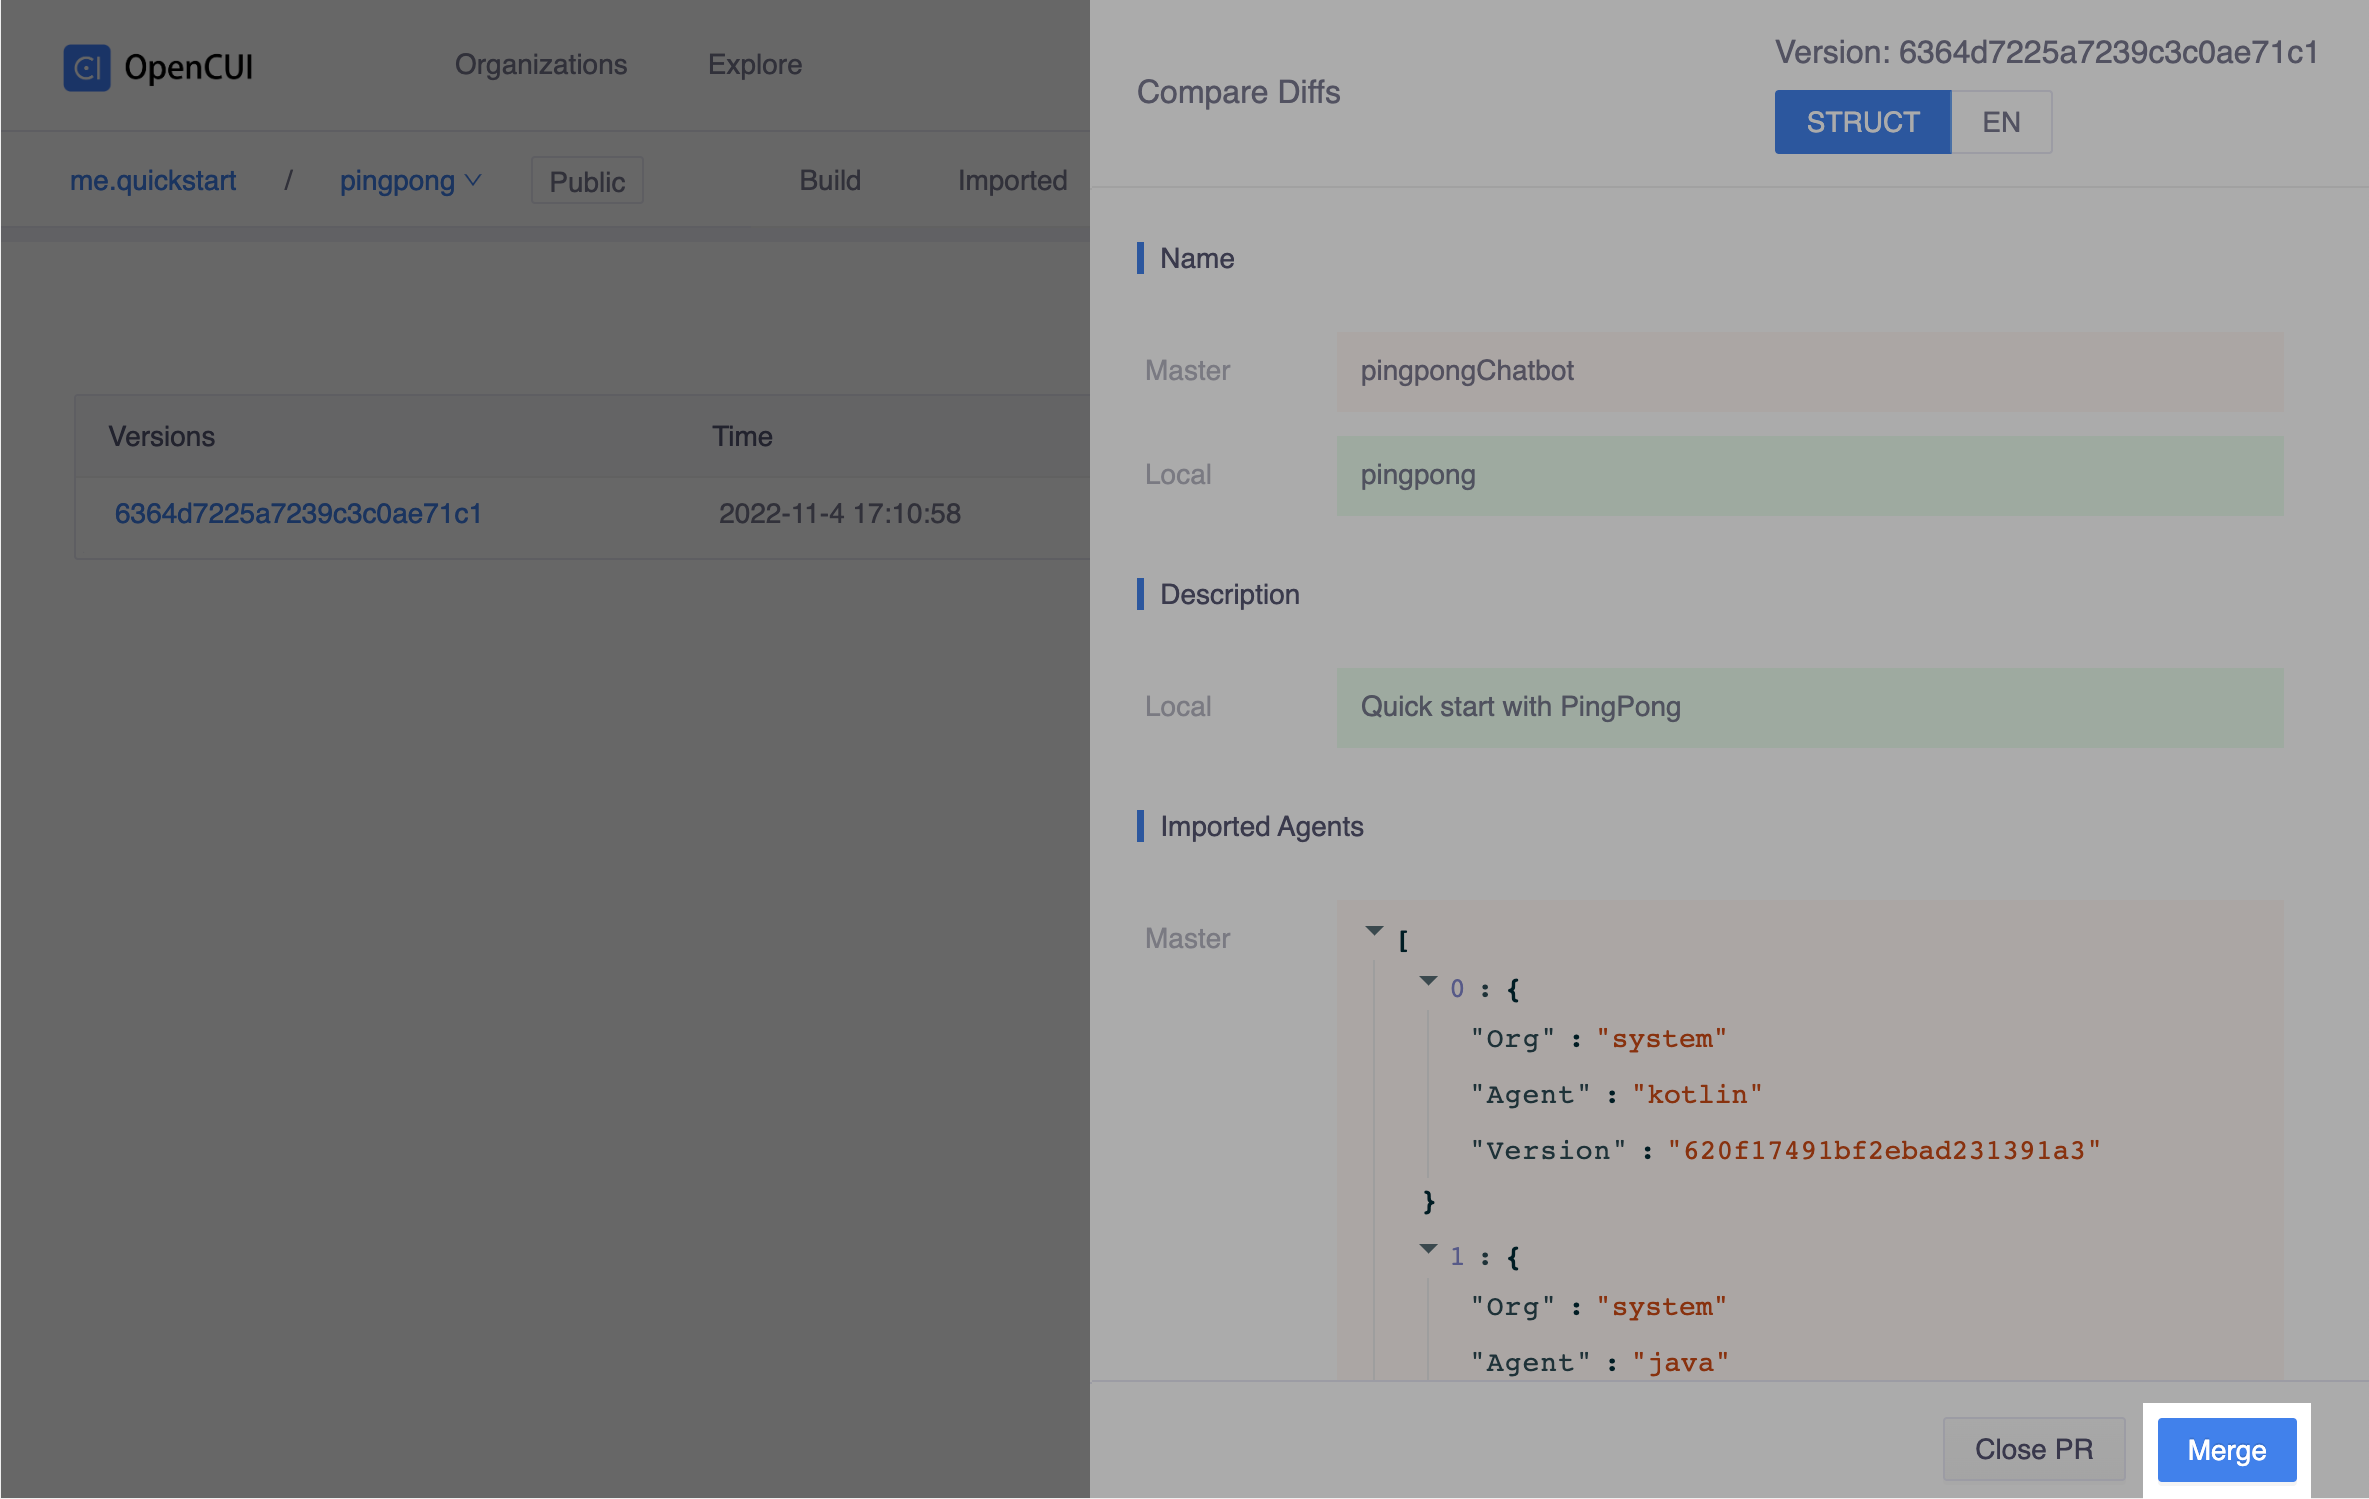 OpenCUI
Organizations
Explore
me.quickstart / pingpong
Public
Build
Imported
Versions
Time
6364d7225a7239c3c0ae71c1
2022-11-4 17:10:58
Compare Diffs
Version: 6364d7225a7239c3c0ae71c1
STRUCT
EN
Name
Master
pingpongChatbot
Local
pingpong
Description
Local
Quick start with PingPong
Imported Agents
Master
[
0 : {
"Org" : "system"
"Agent" : "kotlin"
"Version" : "620f17491bf2ebad231391a3"
}
1 : {
"Org" : "system"
"Agent" : "java"
Close PR
Merge